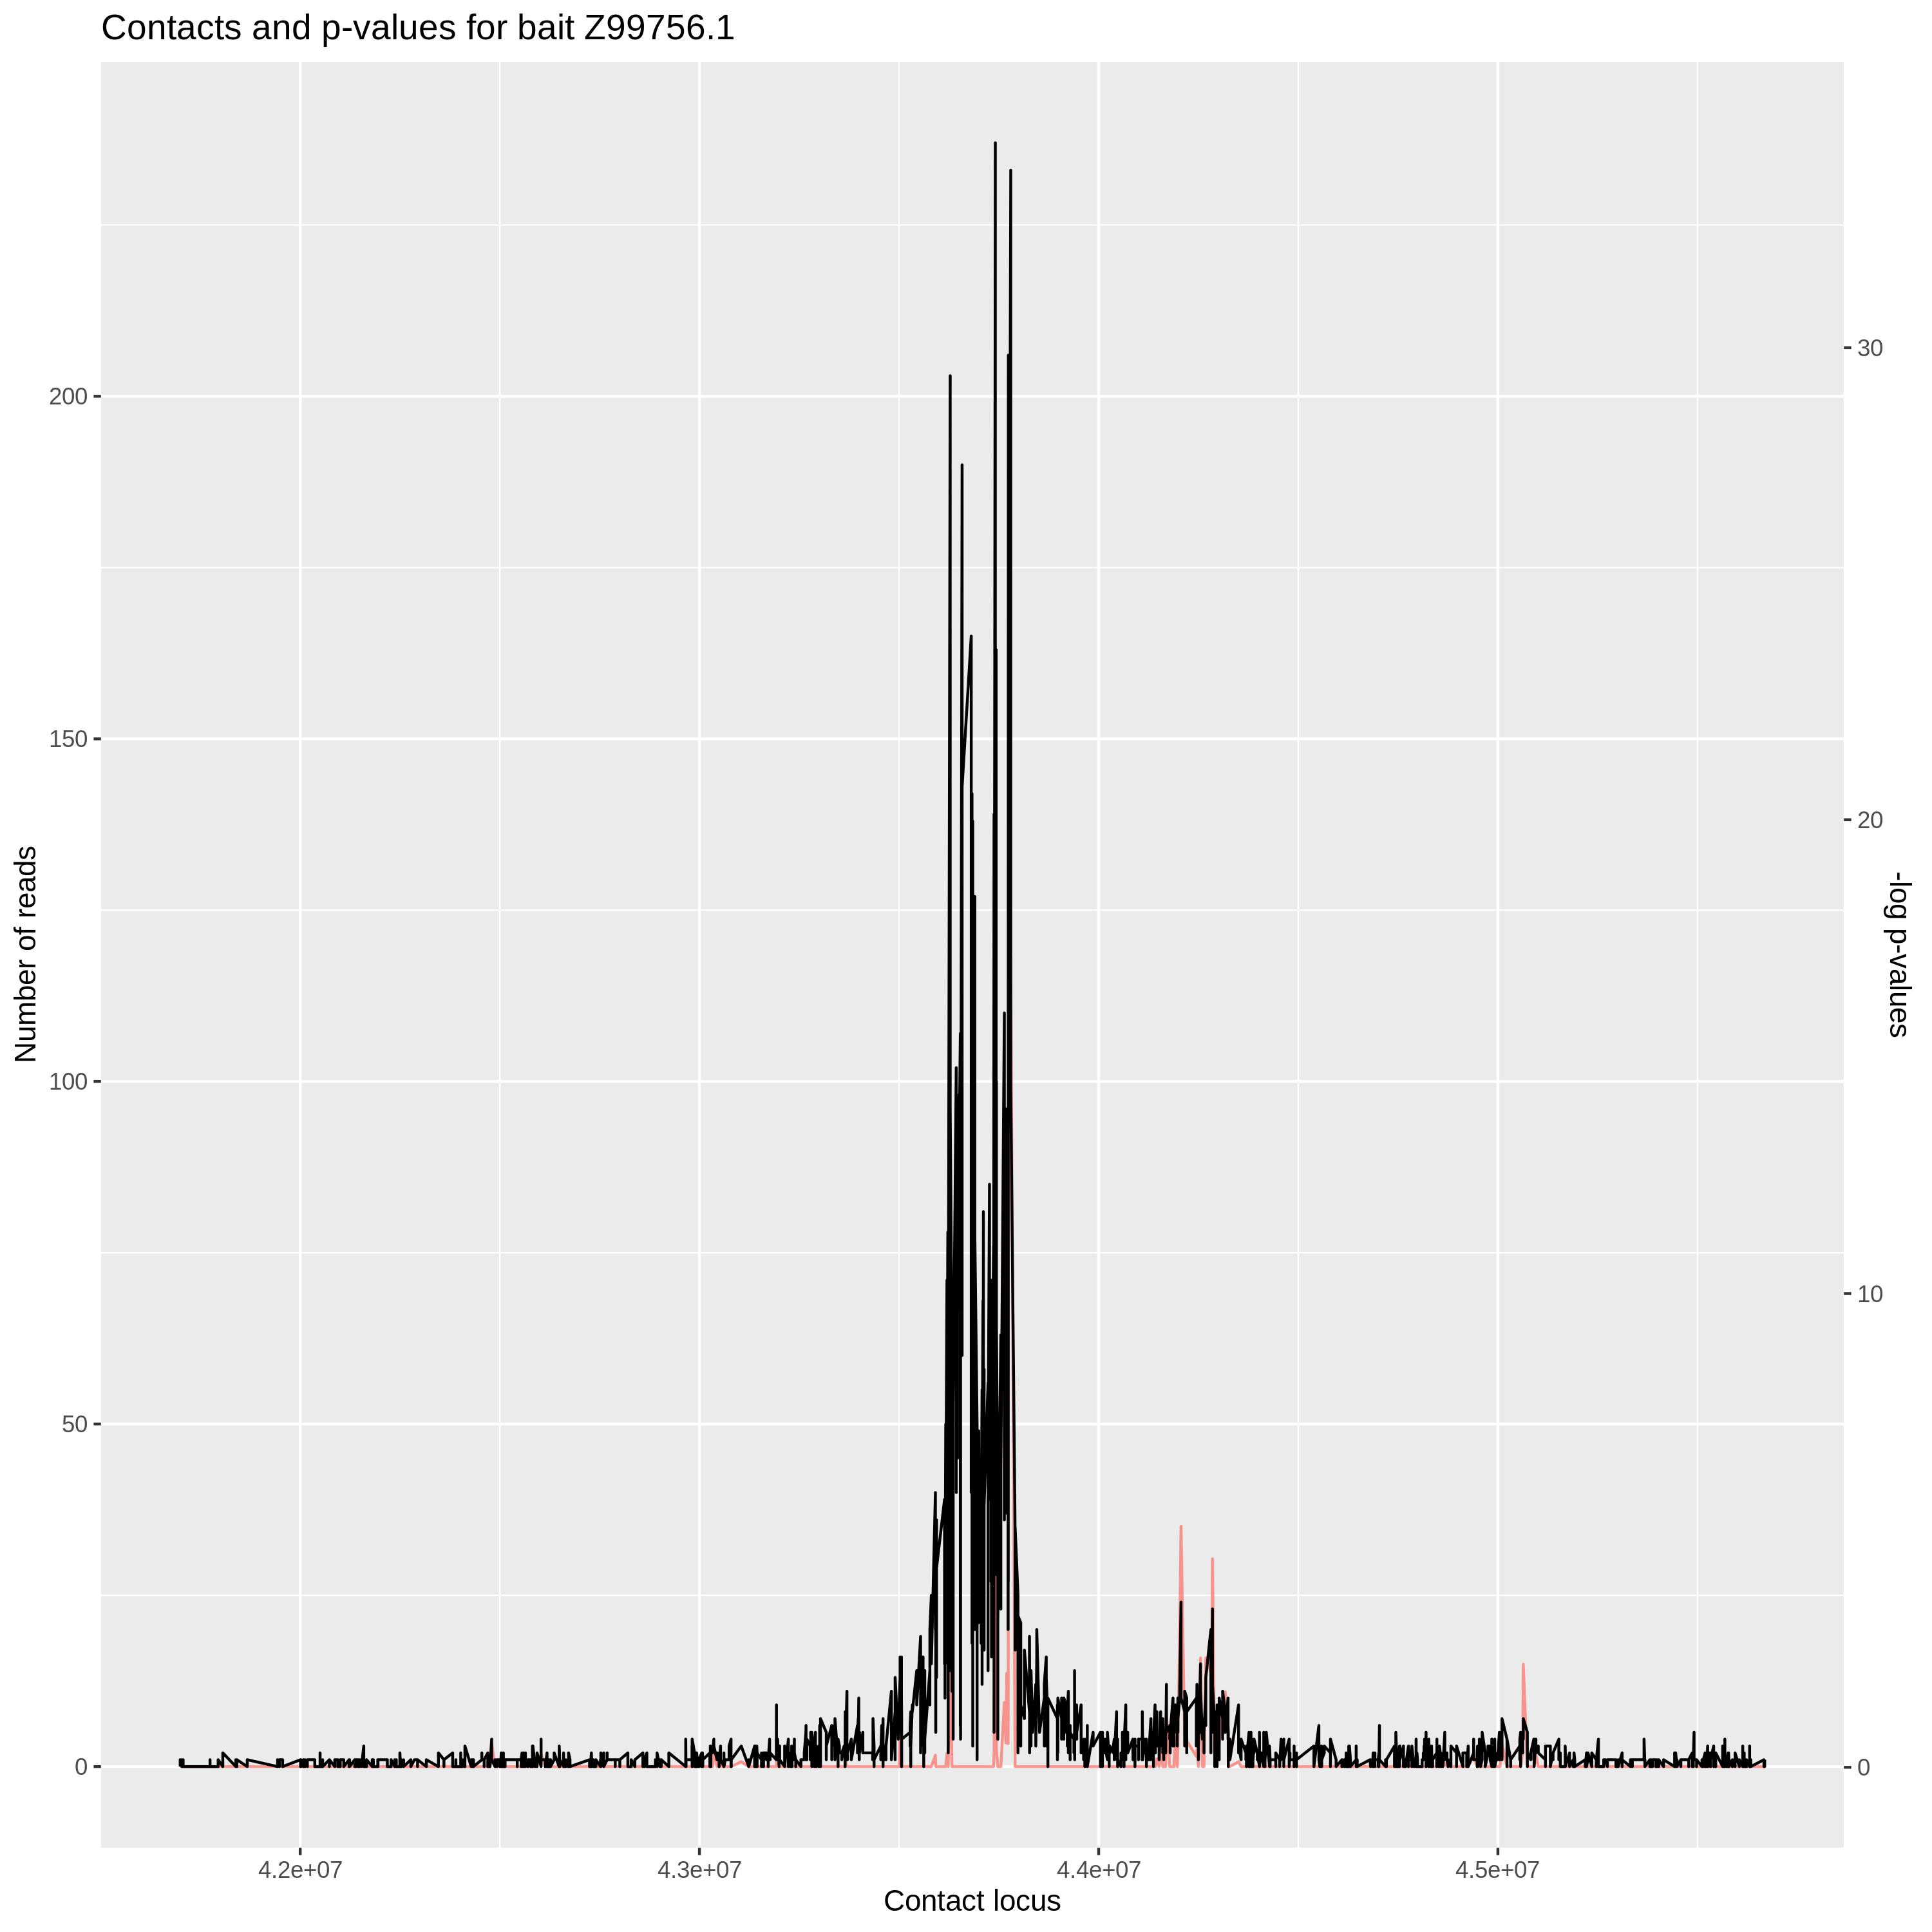 Contacts and p-values for bait Z99756.1
Number of reads
200
150
100
50
0
30
20
10
0
-log p-values
4.2e+07 4.3e+07 4.4e+07 4.5e+07
Contact locus